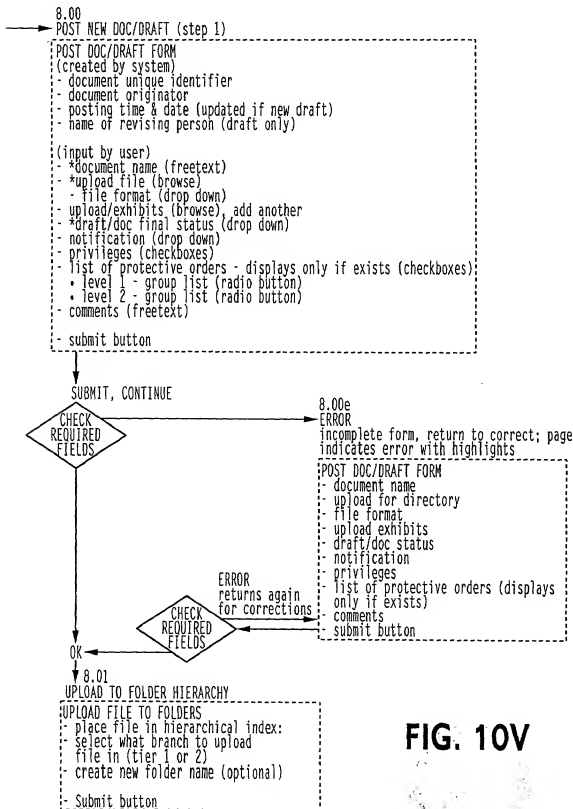 8.00
POST NEW DOC/DRAFT (step 1)
POST DOC/DRAFT FORM
(created by system)
- document unique identifier
- document originator
- posting time & date (updated if new draft)
- name of revising person (draft only)
(input by user)
- *document name (freetext)
- *upload file (browse)
- file format (drop down)
- upload/exhibits (browse), add another
- *draft/doc final status (drop down)
- notification (drop down)
- privileges (checkboxes)
- list of protective orders - displays only if exists (checkboxes)
• level 1 - group list (radio button)
• level 2 - group list (radio button)
- comments (freetext)
- submit button
SUBMIT, CONTINUE
CHECK
REQUIRED
FIELDS
8.00e
ERROR
incomplete form, return to correct; page
indicates error with highlights
POST DOC/DRAFT FORM
- document name
- upload for directory
- file format
- upload exhibits
- draft/doc status
- notification
- privileges
- list of protective orders (displays
only if exists)
- comments
- submit button
ERROR
returns again
for corrections
CHECK
REQUIRED
FIELDS
OK
8.01
UPLOAD TO FOLDER HIERARCHY
UPLOAD FILE TO FOLDERS
- place file in hierarchical index:
- select what branch to upload
file in (tier 1 or 2)
- create new folder name (optional)
- Submit button
FIG. 10V